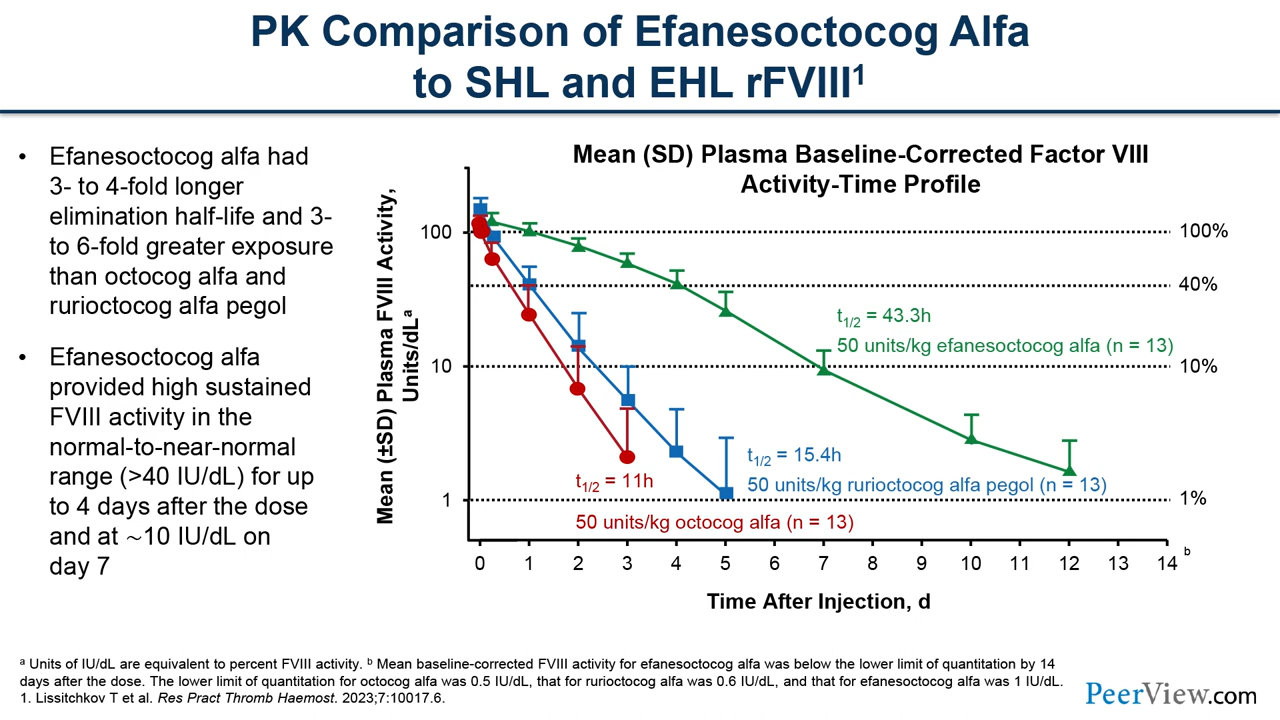 PK Comparison of Efanesoctocog Alfa
to SHL and EHL rFVIII¹
• Efanesoctocog alfa had
3- to 4-fold longer
elimination half-life and 3-
to 6-fold greater exposure
than octocog alfa and
rurioctocog alfa pegol
• Efanesoctocog alfa
provided high sustained
FVIII activity in the
normal-to-near-normal
range (>40 IU/dL) for up
to 4 days after the dose
and at ~10 IU/dL on
day 7
Mean (SD) Plasma Baseline-Corrected Factor VIII
Activity-Time Profile
Mean (±SD) Plasma FVIII Activity,
Units/dLᵃ
100
10
1
100%
40%
10%
1%
t1/2 = 43.3h
50 units/kg efanesoctocog alfa (n = 13)
t1/2 = 15.4h
50 units/kg rurioctocog alfa pegol (n = 13)
t1/2 = 11h
50 units/kg octocog alfa (n = 13)
0 1 2 3 4 5 6 7 8 9 10 11 12 13 14 ᵇ
Time After Injection, d
ᵃ Units of IU/dL are equivalent to percent FVIII activity. ᵇ Mean baseline-corrected FVIII activity for efanesoctocog alfa was below the lower limit of quantitation by 14
days after the dose. The lower limit of quantitation for octocog alfa was 0.5 IU/dL, that for rurioctocog alfa was 0.6 IU/dL, and that for efanesoctocog alfa was 1 IU/dL.
1. Lissitchkov T et al. Res Pract Thromb Haemost. 2023;7:10017.6.
PeerView.com